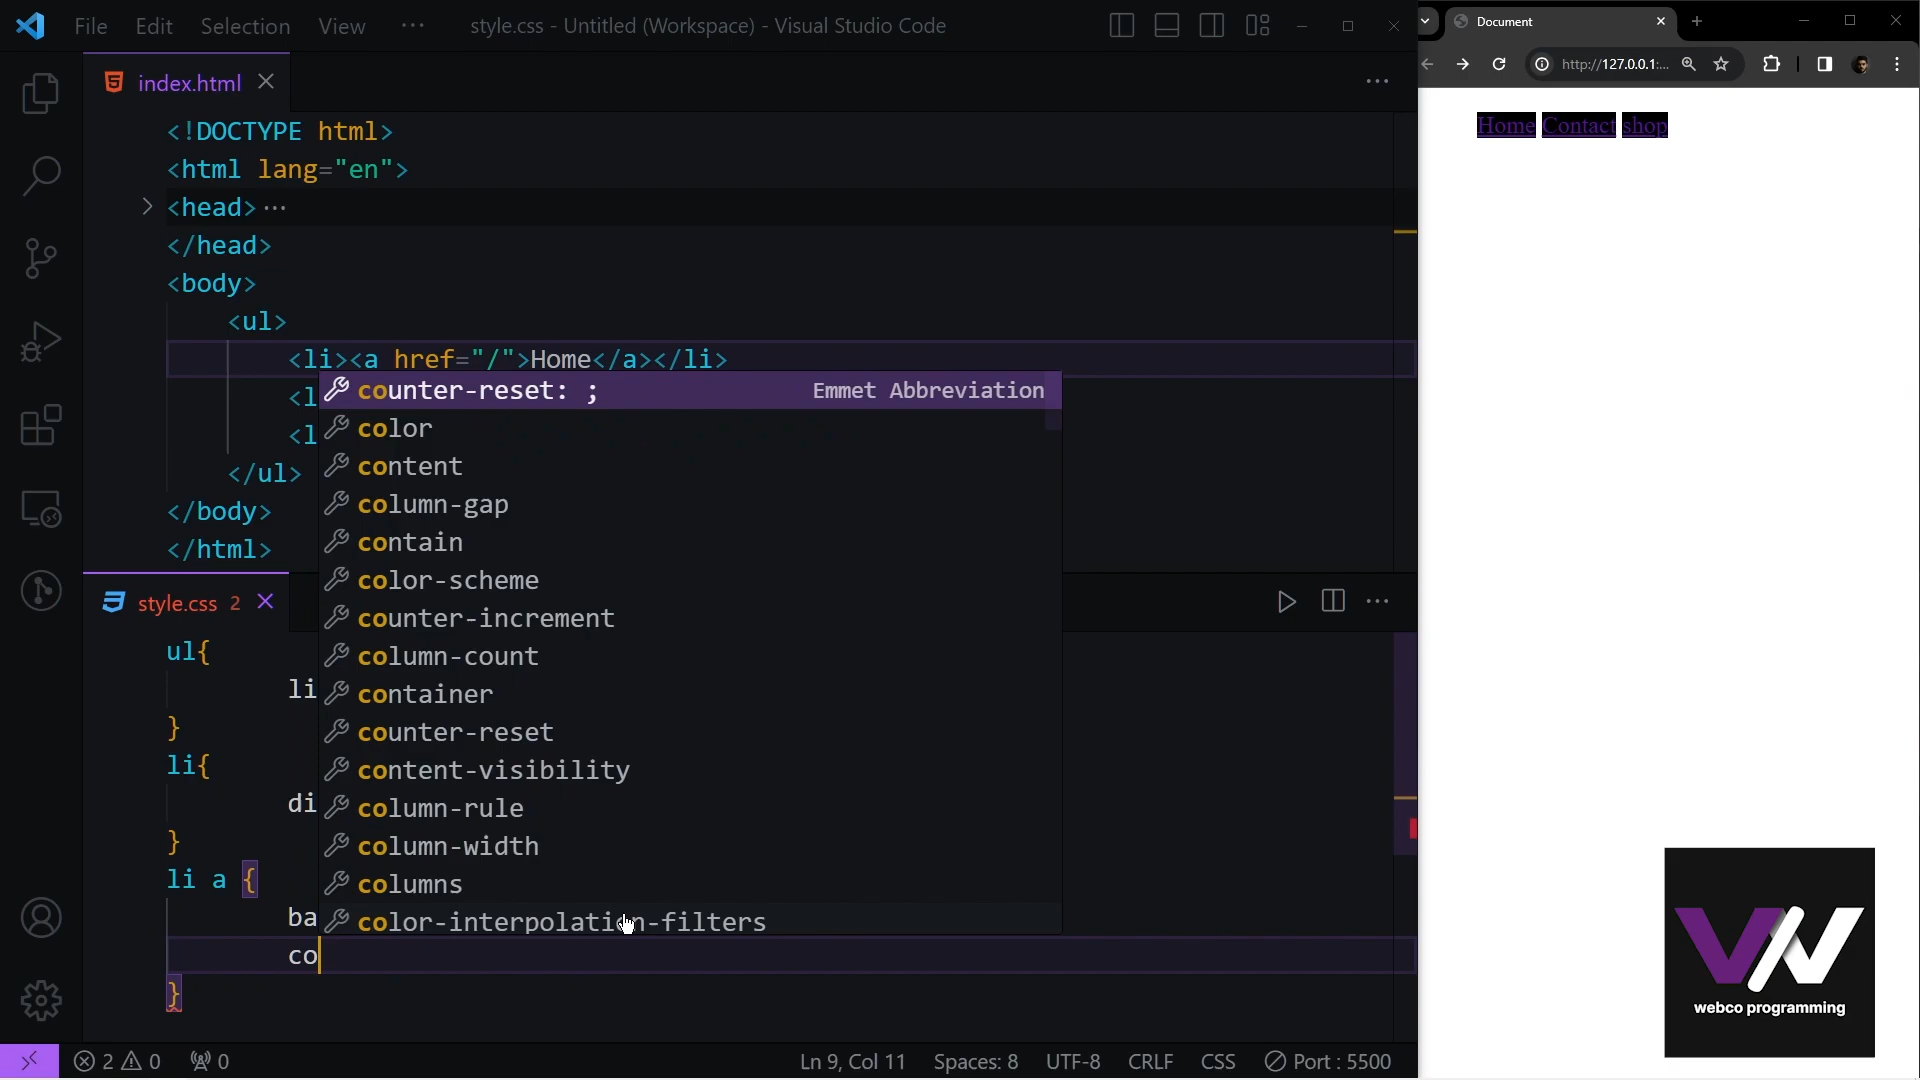 File Edit Selection View ··· style.css - Untitled (Workspace) - Visual Studio Code
index.html
<!DOCTYPE html>
<html lang="en">
<head>···
</head>
<body>
<ul>
<li><a href="/">Home</a></li>
<l
<l
</ul>
</body>
</html>
counter-reset: ; Emmet Abbreviation
color
content
column-gap
contain
color-scheme
counter-increment
column-count
container
counter-reset
content-visibility
column-rule
column-width
columns
color-interpolation-filters
style.css 2
ul{
li
}
li{
di
}
li a {
ba
co
}
2 0 0 Ln 9, Col 11 Spaces: 8 UTF-8 CRLF CSS Port : 5500
Document
http://127.0.0.1:...
Home Contact shop
webco programming